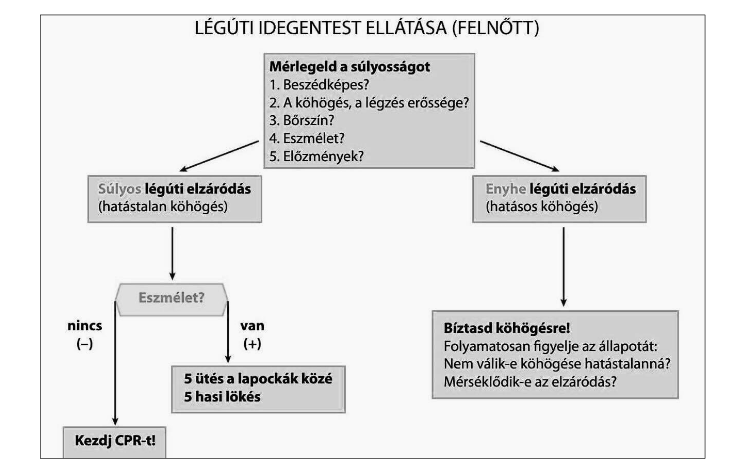 LÉGÚTI IDEGENTEST ELLÁTÁSA (FELNŐTT)
Mérlegeld a súlyosságot
1. Beszédképes?
2. A köhögés, a légzés erőssége?
3. Bőrszín?
4. Eszmélet?
5. Előzmények?
Súlyos légúti elzáródás
(hatástalan köhögés)
Enyhe légúti elzáródás
(hatásos köhögés)
Eszmélet?
nincs
(–)
van
(+)
5 ütés a lapockák közé
5 hasi lökés
Kezdj CPR-t!
Bíztasd köhögésre!
Folyamatosan figyelje az állapotát:
Nem válik-e köhögése hatástalanná?
Mérséklődik-e az elzáródás?